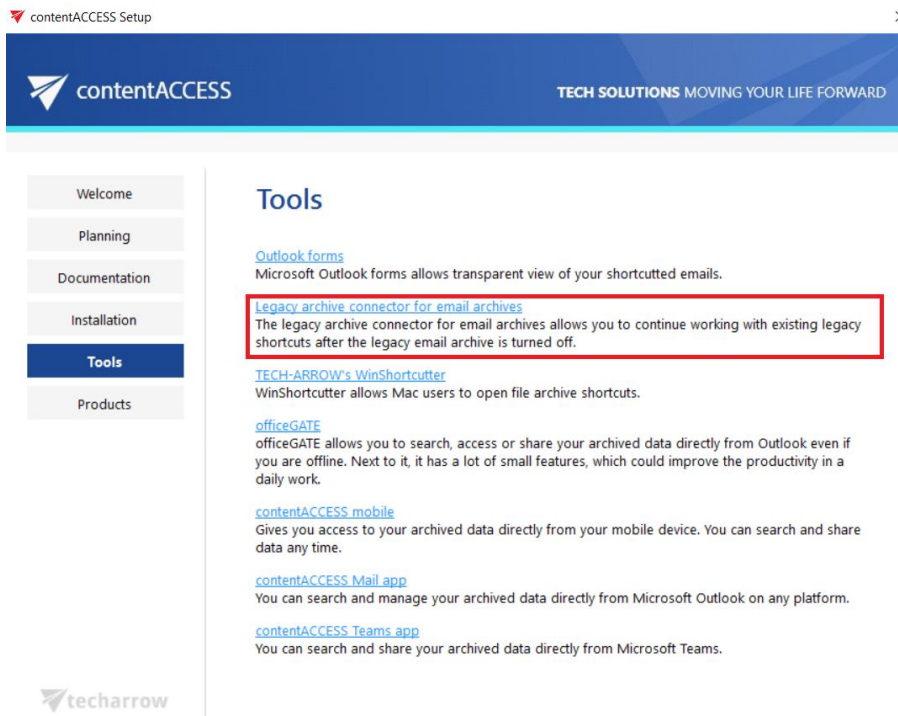 contentACCESS Setup
contentACCESS
TECH SOLUTIONS MOVING YOUR LIFE FORWARD
Welcome
Planning
Documentation
Installation
Tools
Products
Tools
Outlook forms
Microsoft Outlook forms allows transparent view of your shortcutted emails.
Legacy archive connector for email archives
The legacy archive connector for email archives allows you to continue working with existing legacy
shortcuts after the legacy email archive is turned off.
TECH-ARROW's WinShortcutter
WinShortcutter allows Mac users to open file archive shortcuts.
officeGATE
officeGATE allows you to search, access or share your archived data directly from Outlook even if
you are offline. Next to it, it has a lot of small features, which could improve the productivity in a
daily work.
contentACCESS mobile
Gives you access to your archived data directly from your mobile device. You can search and share
data any time.
contentACCESS Mail app
You can search and manage your archived data directly from Microsoft Outlook on any platform.
contentACCESS Teams app
You can search and share your archived data directly from Microsoft Teams.
techarrow